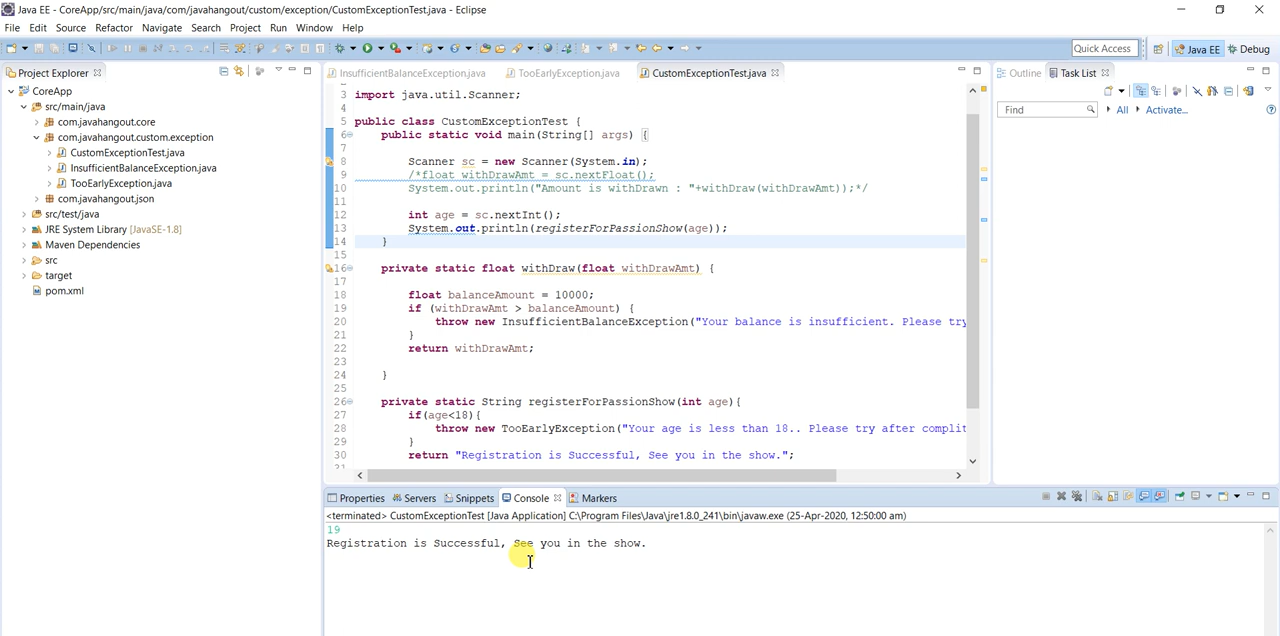 Java EE - CoreApp/src/main/java/com/javahangout/custom/exception/CustomExceptionTest.java - Eclipse
File Edit Source Refactor Navigate Search Project Run Window Help
Quick Access
Java EE
Debug
Project Explorer
CoreApp
src/main/java
com.javahangout.core
com.javahangout.custom.exception
CustomExceptionTest.java
InsufficientBalanceException.java
TooEarlyException.java
com.javahangout.json
src/test/java
JRE System Library [JavaSE-1.8]
Maven Dependencies
src
target
pom.xml
InsufficientBalanceException.java TooEarlyException.java CustomExceptionTest.java
3 import java.util.Scanner;
4
5 public class CustomExceptionTest {
6 public static void main(String[] args) {
7
8 Scanner sc = new Scanner(System.in);
9 /*float withDrawAmt = sc.nextFloat();
10 System.out.println("Amount is withDrawn : "+withDraw(withDrawAmt));*/
11
12 int age = sc.nextInt();
13 System.out.println(registerForPassionShow(age));
14 }
15
16 private static float withDraw(float withDrawAmt) {
17
18 float balanceAmount = 10000;
19 if (withDrawAmt > balanceAmount) {
20 throw new InsufficientBalanceException("Your balance is insufficient. Please try
21 }
22 return withDrawAmt;
23
24 }
25
26 private static String registerForPassionShow(int age){
27 if(age<18){
28 throw new TooEarlyException("Your age is less than 18.. Please try after complit
29 }
30 return "Registration is Successful, See you in the show.";
31
Outline Task List
Find All Activate...
Properties Servers Snippets Console Markers
<terminated> CustomExceptionTest [Java Application] C:\Program Files\Java\jre1.8.0_241\bin\javaw.exe (25-Apr-2020, 12:50:00 am)
19
Registration is Successful, See you in the show.